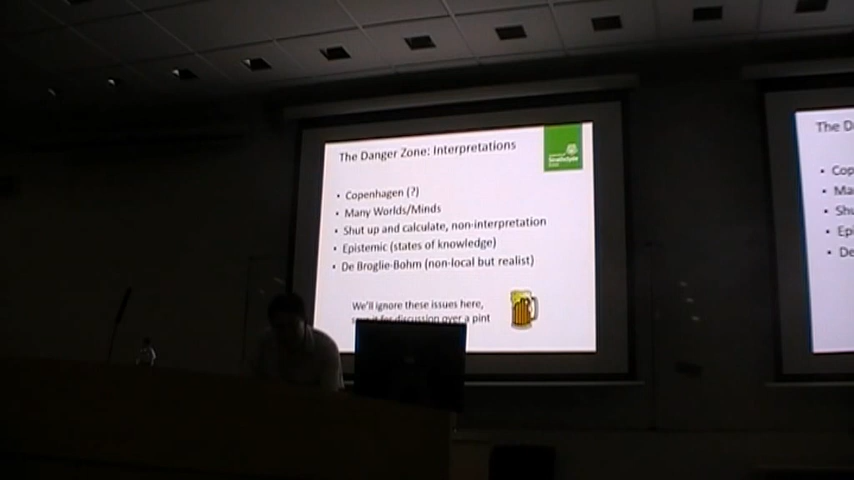 The Danger Zone: Interpretations
Strathclyde
• Copenhagen (?)
• Many Worlds/Minds
• Shut up and calculate, non-interpretation
• Epistemic (states of knowledge)
• De Broglie-Bohm (non-local but realist)
We'll ignore these issues here,
it for discussion over a pint
The D
• Cop
• Ma
• Shu
• Epi
• De